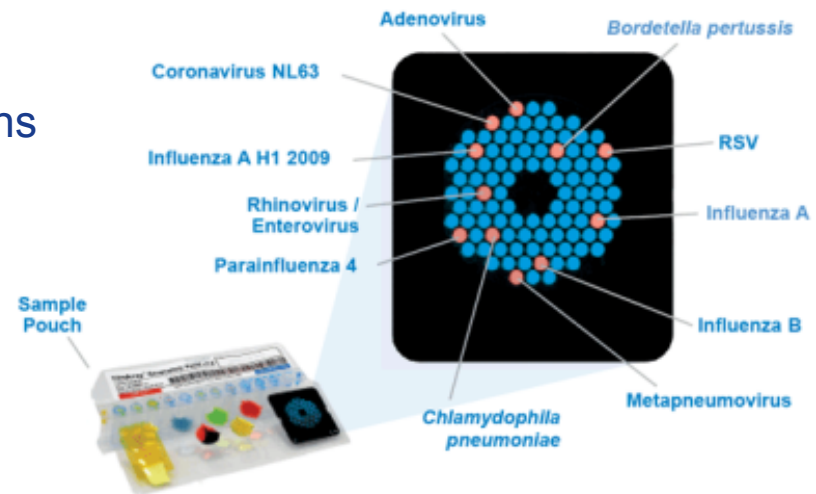 Adenovirus
Bordetella pertussis
Coronavirus NL63
ns
Influenza A H1 2009
RSV
Rhinovirus /
Enterovirus
Influenza A
Parainfluenza 4
Sample
Pouch
Influenza B
Metapneumovirus
Chlamydophila
pneumoniae